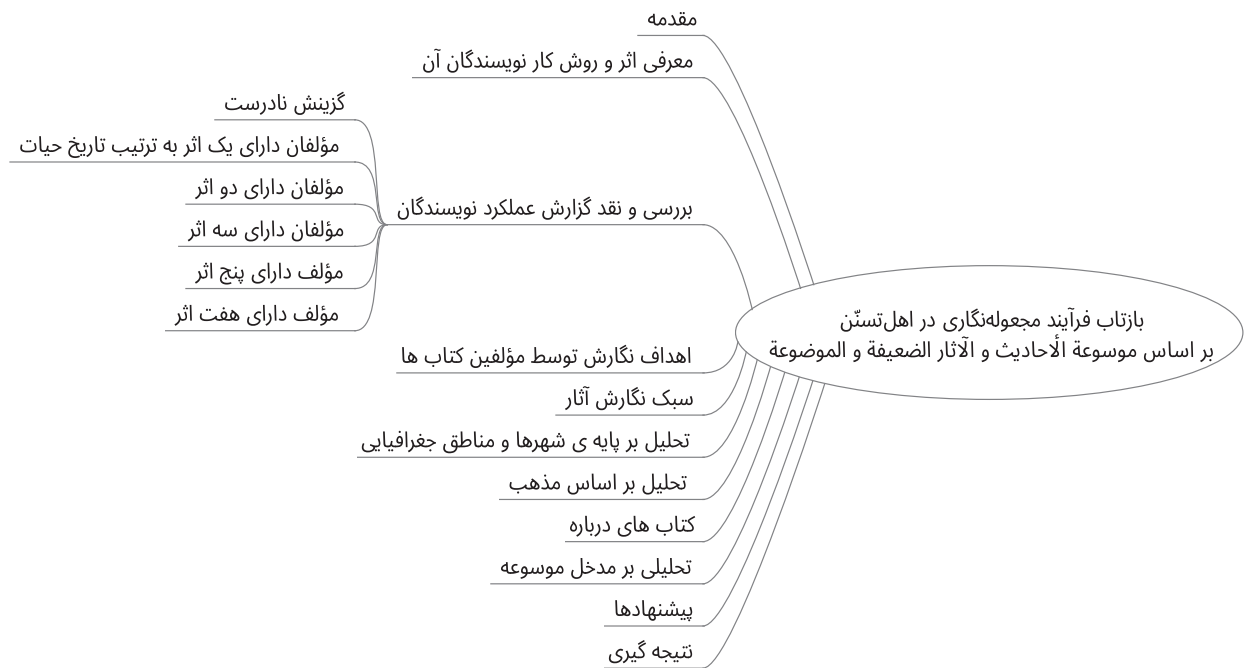 بازتاب فرآیند مجعوله‌نگاری در اهل‌تسنّن
بر اساس موسوعة الأحادیث و الآثار الضعیفة و الموضوعة
مقدمه
معرفی اثر و روش کار نویسندگان آن
بررسی و نقد گزارش عملکرد نویسندگان
گزینش نادرست
مؤلفان دارای یک اثر به ترتیب تاریخ حیات
مؤلفان دارای دو اثر
مؤلفان دارای سه اثر
مؤلف دارای پنج اثر
مؤلف دارای هفت اثر
اهداف نگارش توسط مؤلفین کتاب ها
سبک نگارش آثار
تحلیل بر پایه ی شهرها و مناطق جغرافیایی
تحلیل بر اساس مذهب
کتاب های درباره
تحلیلی بر مدخل موسوعه
پیشنهادها
نتیجه گیری